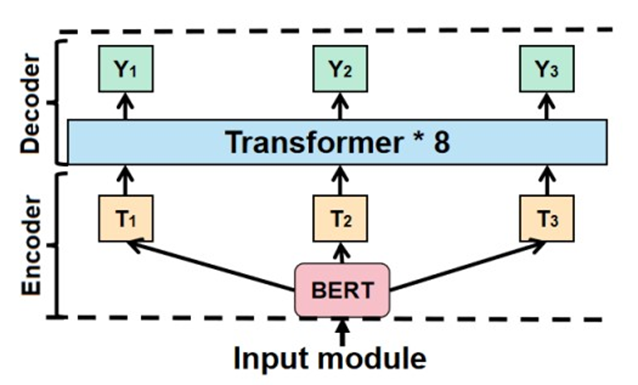 Decoder
Y1 Y2 Y3
Transformer * 8
Encoder
T1 T2 T3
BERT
Input module